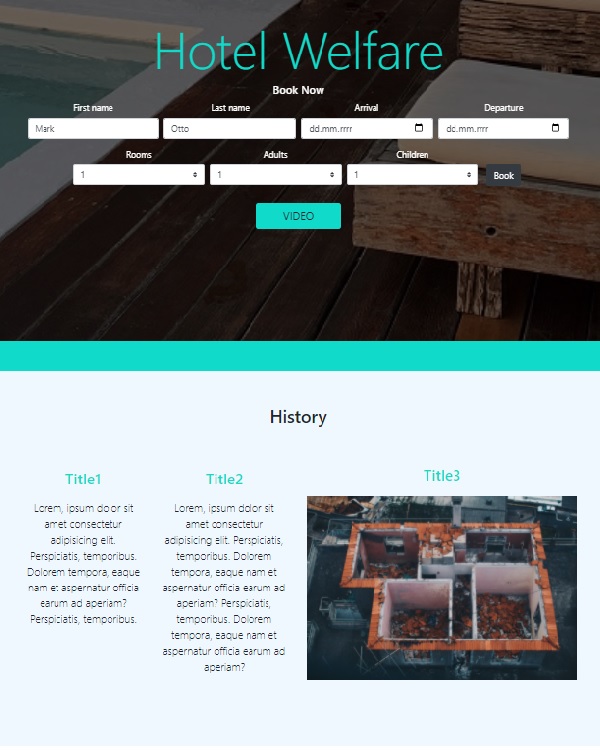 Hotel Welfare
Book Now
First name Last name Arrival Departure
Mark Otto dd.mm.rrrr dd.mm.rrrr
Rooms Adults Children
1 1 1 Book
VIDEO
History
Title1
Lorem, ipsum dolor sit
amet consectetur
adipisicing elit.
Perspiciatis, temporibus.
Dolorem tempora, eaque
nam et aspernatur officia
earum ad aperiam?
Perspiciatis, temporibus.
Title2
Lorem, ipsum dolor sit
amet consectetur
adipisicing elit. Perspiciatis,
temporibus. Dolorem
tempora, eaque nam et
aspernatur officia earum ad
aperiam? Perspiciatis,
temporibus. Dolorem
tempora, eaque nam et
aspernatur officia earum ad
aperiam?
Title3